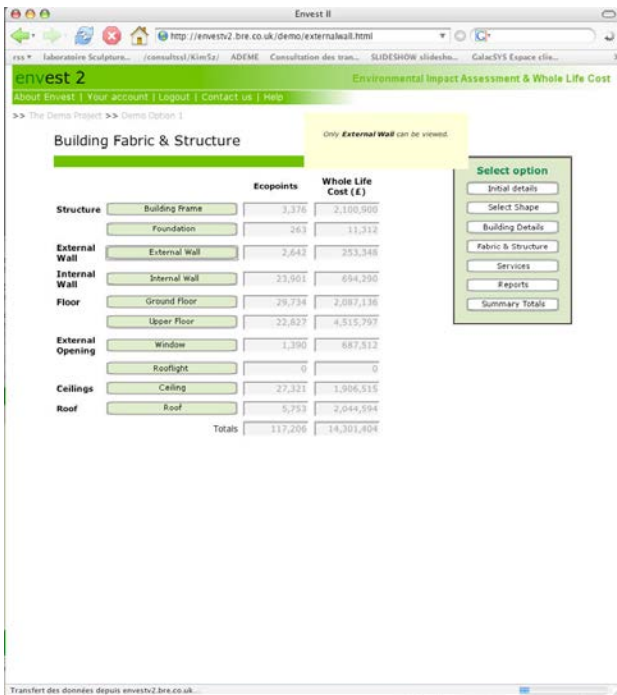 Envest II
http://envestv2.bre.co.uk/demo/externalwall.html
rss laboratoire Sculpture... /consultssl/KimSz/ ADEME Consultation des tran... SLIDESHOW slidesho... GalacSYS Espace clie...
envest 2
Environmental Impact Assessment & Whole Life Cost
About Envest | Your account | Logout | Contact us | Help
>> The Demo Project >> Demo Option 1
Building Fabric & Structure
Only External Wall can be viewed.
Select option
Initial details
Select Shape
Building Details
Fabric & Structure
Services
Reports
Summary Totals
Ecopoints Whole Life Cost (£)
Structure Building Frame 3,376 2,100,900
Foundation 263 11,312
External Wall External Wall 2,642 253,348
Internal Wall Internal Wall 23,901 694,290
Floor Ground Floor 29,734 2,087,136
Upper Floor 22,827 4,515,797
External Opening Window 1,390 687,512
Rooflight 0 0
Ceilings Ceiling 27,321 1,906,515
Roof Roof 5,753 2,044,594
Totals 117,206 14,301,404
Transfert des données depuis envestv2.bre.co.uk...